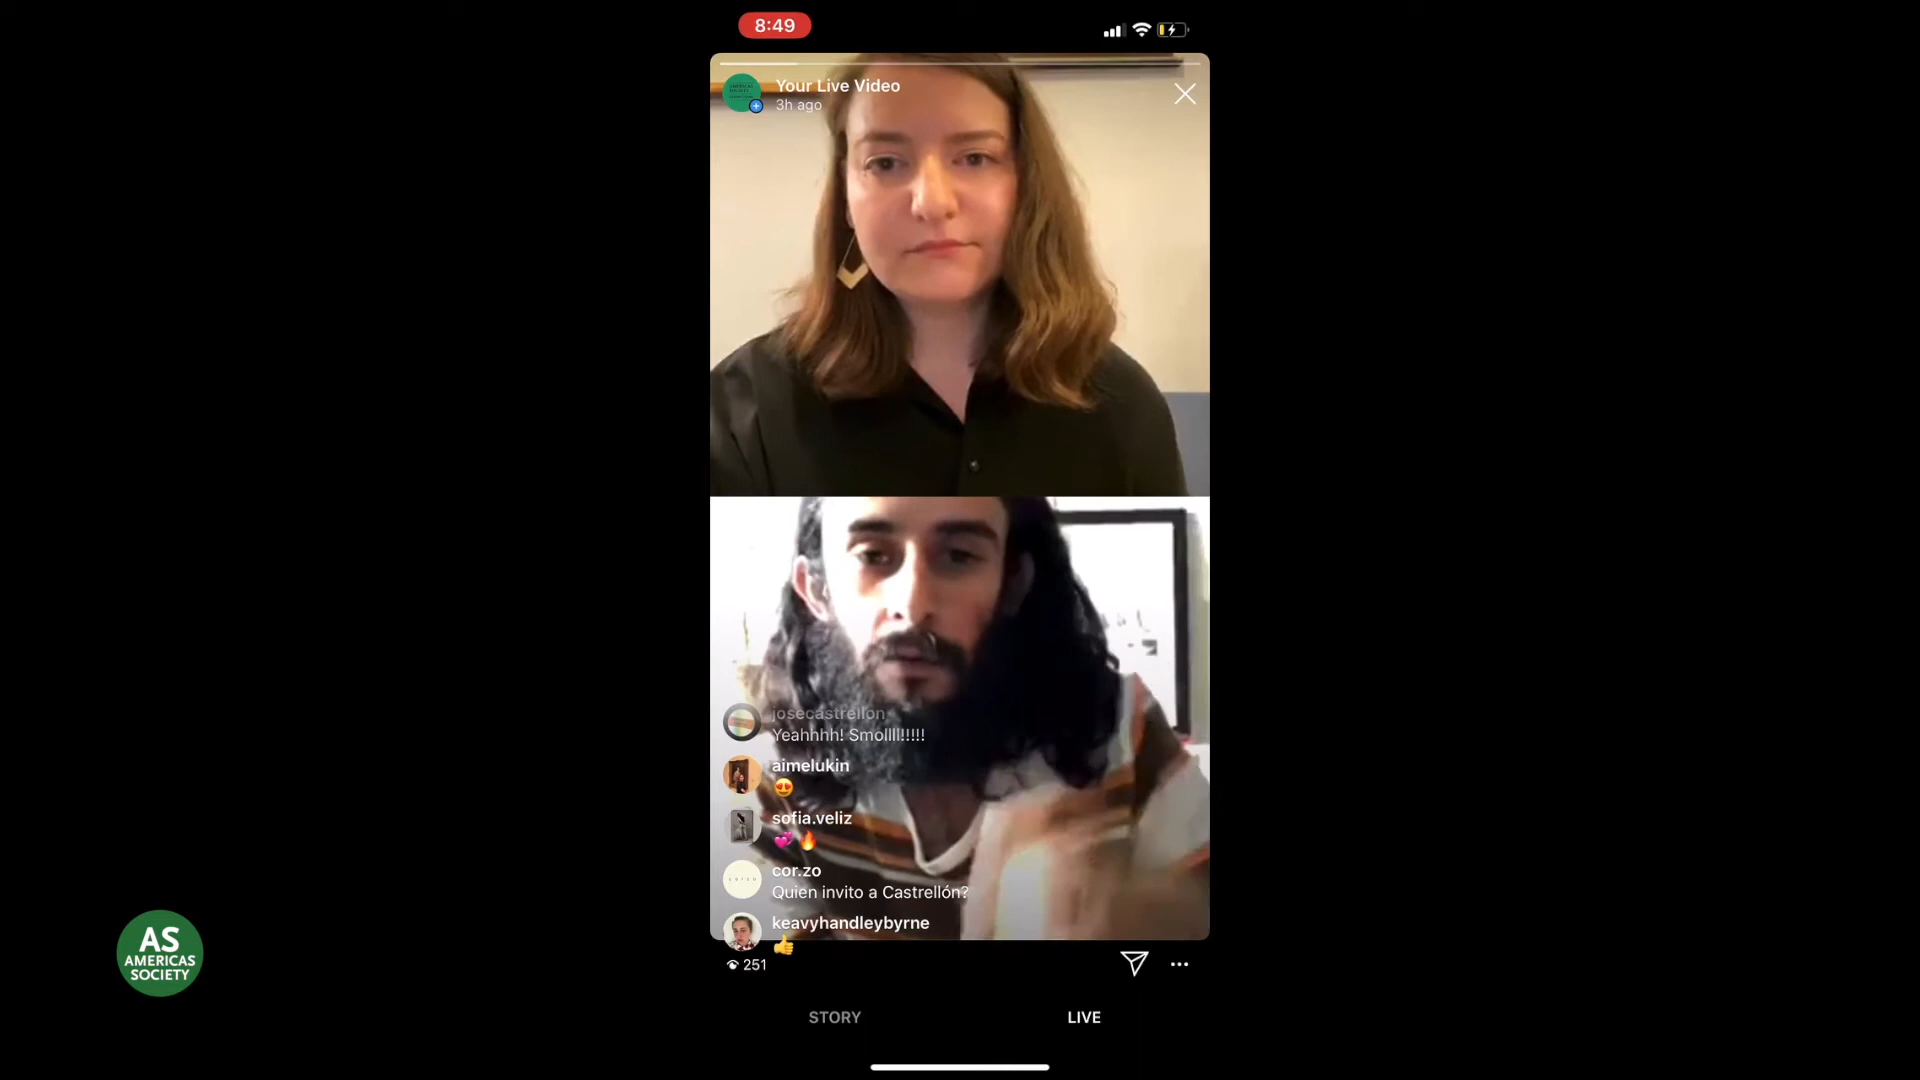 8:49
Your Live Video
3h ago
josecastrellon
Yeahhhh! Smollll!!!!!
aimelukin
😍
sofia.veliz
💞🔥
cor.zo
Quien invito a Castrellón?
keavyhandleybyrne
👍
251
STORY
LIVE
AS
AMERICAS
SOCIETY